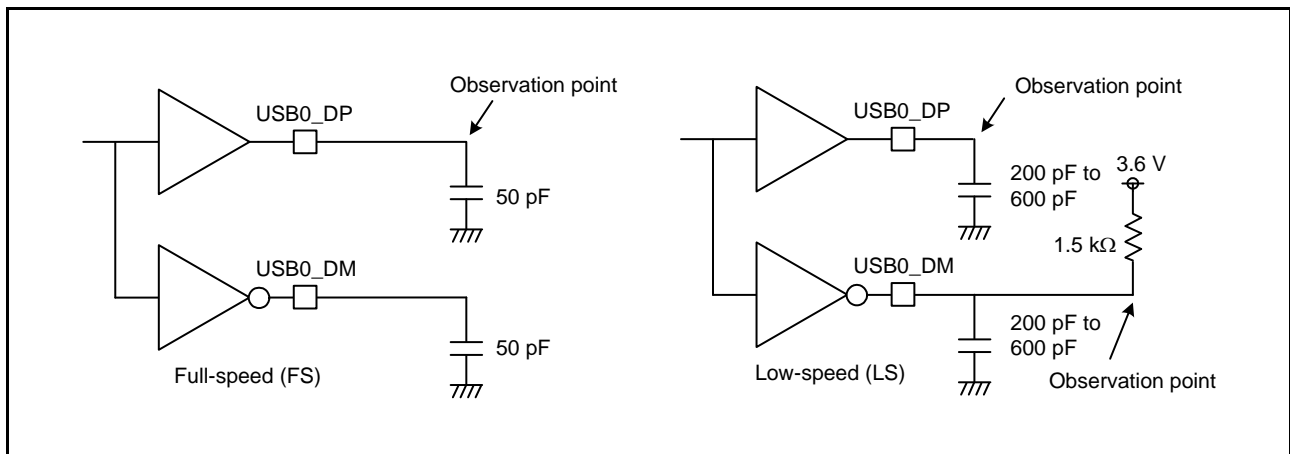 Observation point
USB0_DP
50 pF
USB0_DM
50 pF
Full-speed (FS)
Observation point
USB0_DP
200 pF to
600 pF
3.6 V
1.5 kΩ
USB0_DM
200 pF to
600 pF
Observation point
Low-speed (LS)